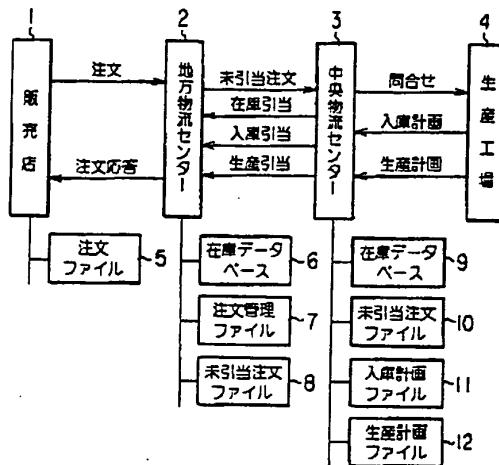 1
2
3
4
販売店
地方物流センター
中央物流センター
生産工場
注文
未引当注文
問合せ
在庫引当
入庫引当
入庫計画
注文応答
生産引当
生産計画
注文
ファイル
5
在庫データ
ベース
6
在庫データ
ベース
9
注文管理
ファイル
7
未引当注文
ファイル
10
未引当注文
ファイル
8
入庫計画
ファイル
11
生産計画
ファイル
12